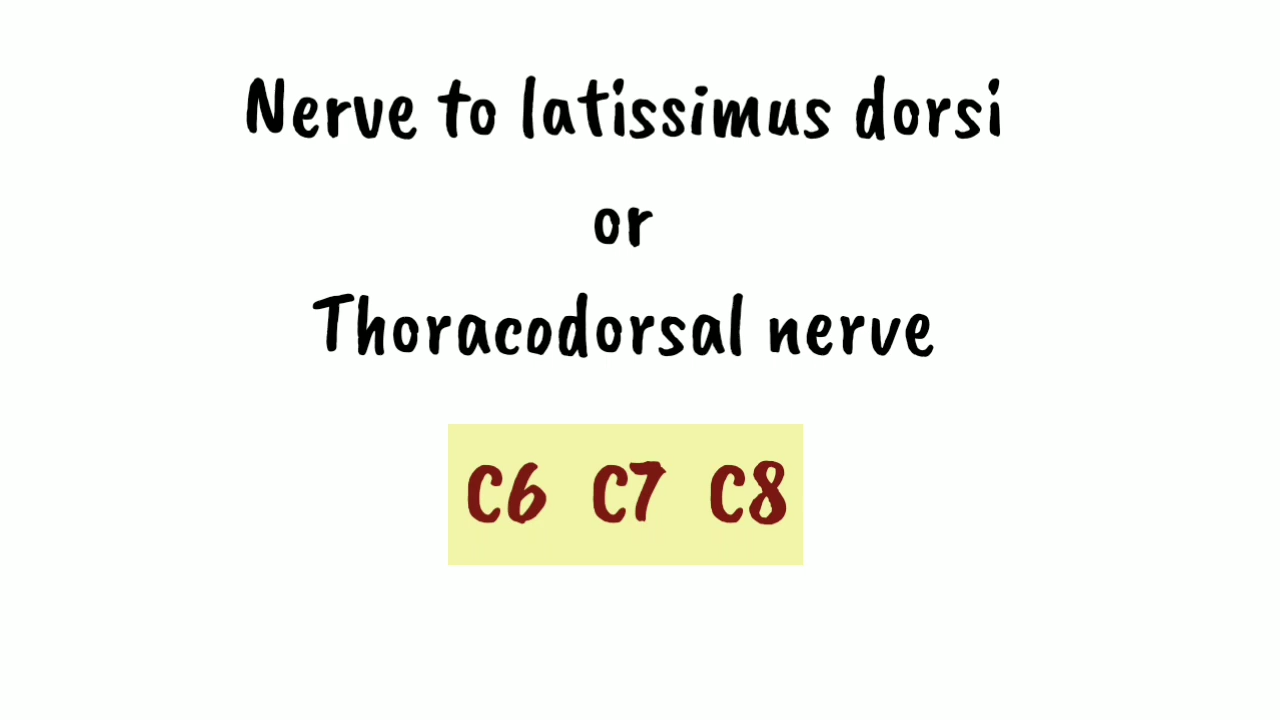 Nerve to latissimus dorsi
or
Thoracodorsal nerve
C6 C7 C8